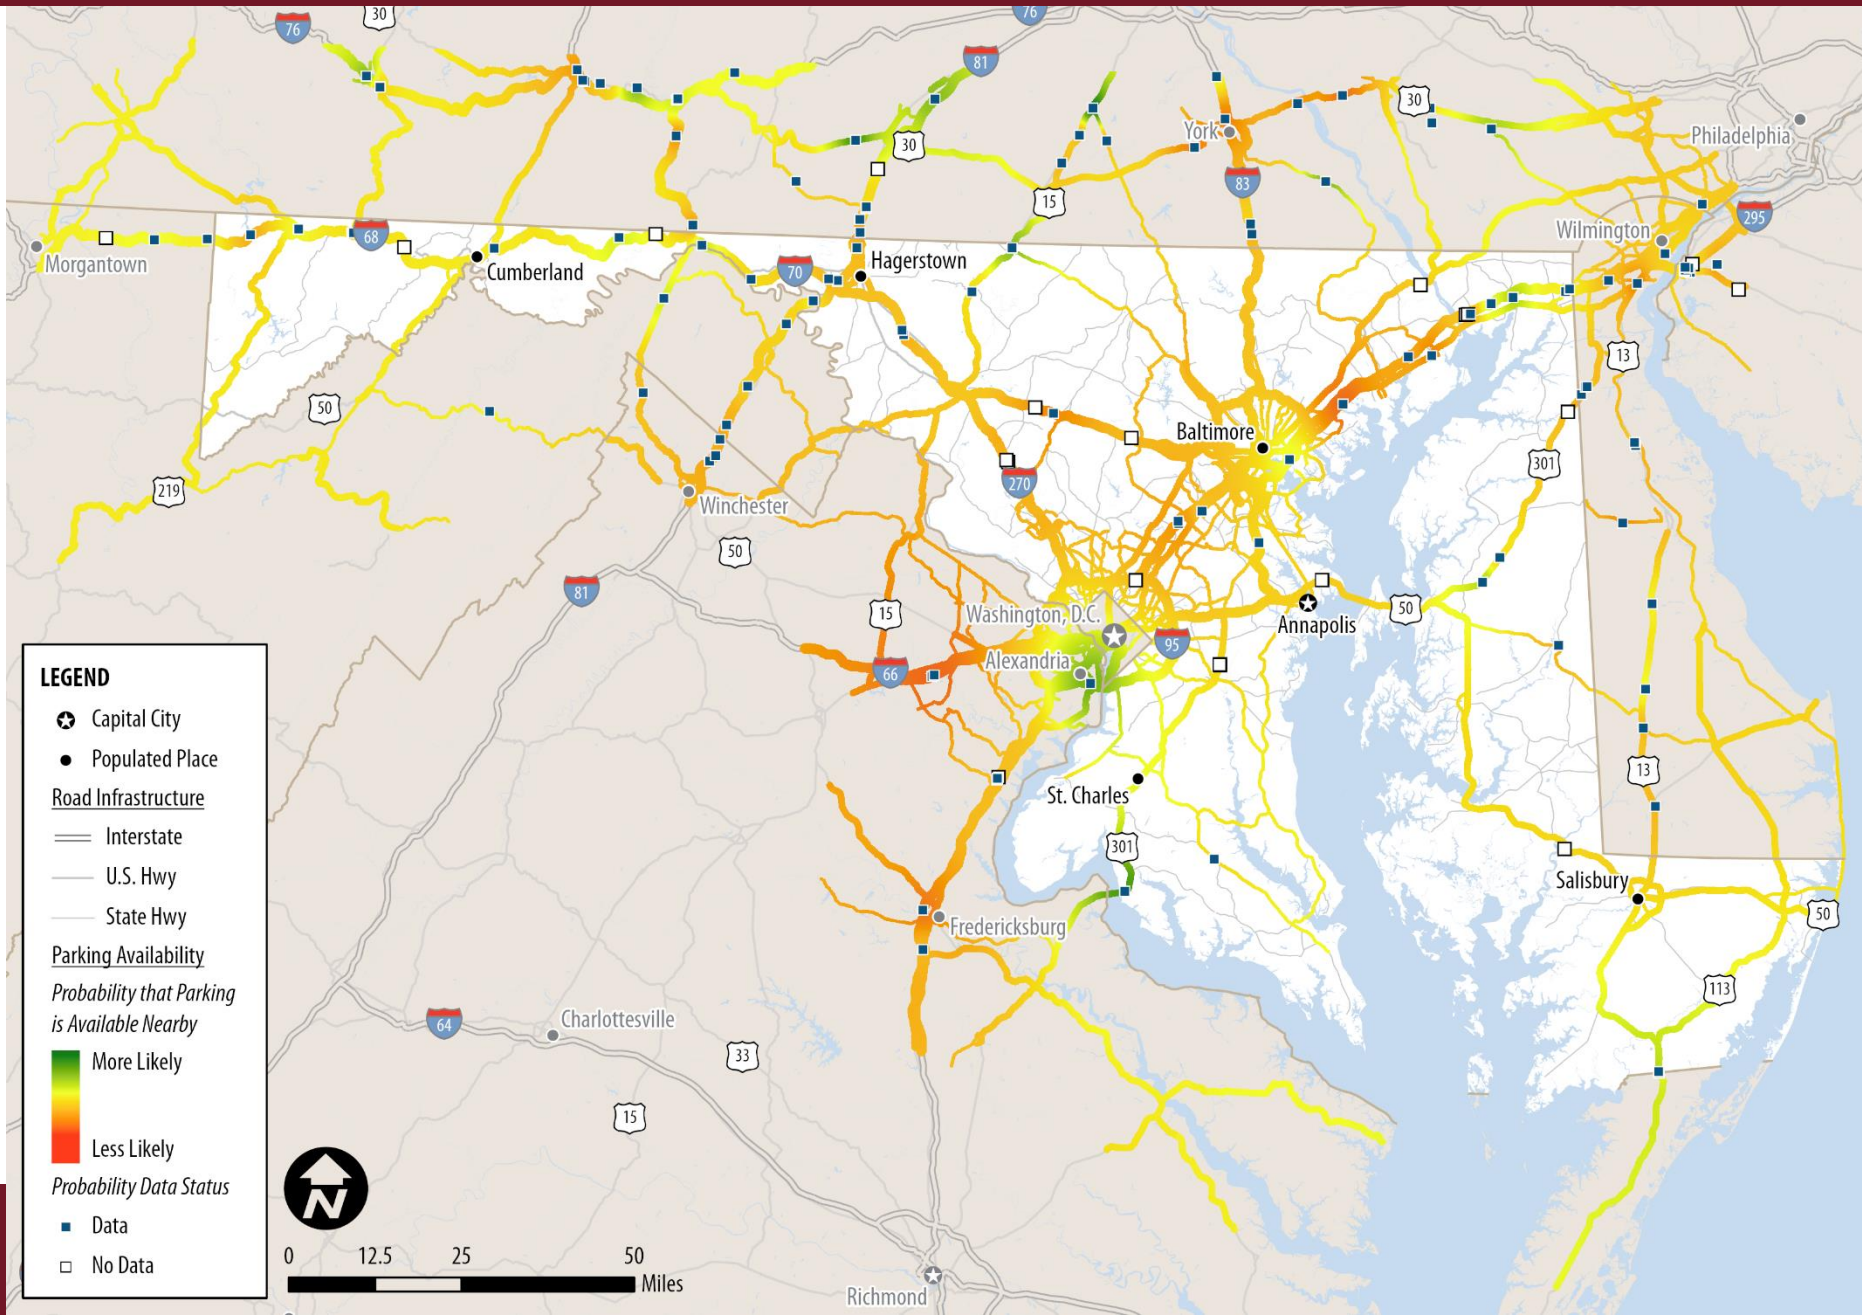 30
76
76
81
30
30
York
Philadelphia
15
83
295
Wilmington
68
Morgantown
Cumberland
70
Hagerstown
13
50
Baltimore
301
219
270
Winchester
50
81
15
Washington, D.C.
50
Annapolis
95
66
Alexandria
LEGEND
Capital City
Populated Place
Road Infrastructure
Interstate
U.S. Hwy
State Hwy
Parking Availability
Probability that Parking
is Available Nearby
More Likely
Less Likely
Probability Data Status
Data
No Data
St. Charles
13
301
Salisbury
Fredericksburg
50
113
64
Charlottesville
33
15
N
0 12.5 25 50
Miles
Richmond